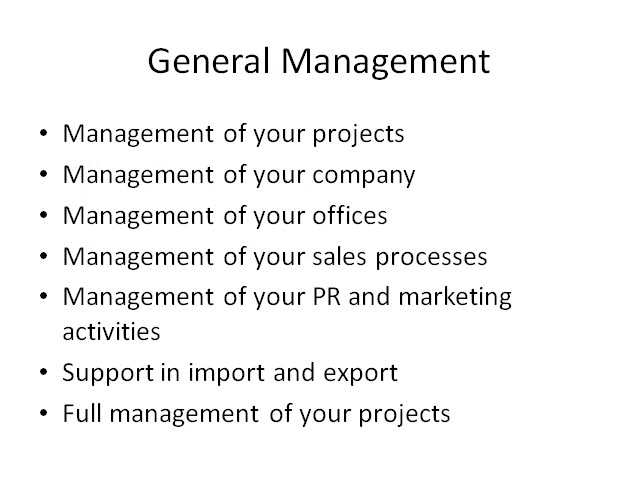 General Management
• Management of your projects
• Management of your company
• Management of your offices
• Management of your sales processes
• Management of your PR and marketing
activities
• Support in import and export
• Full management of your projects